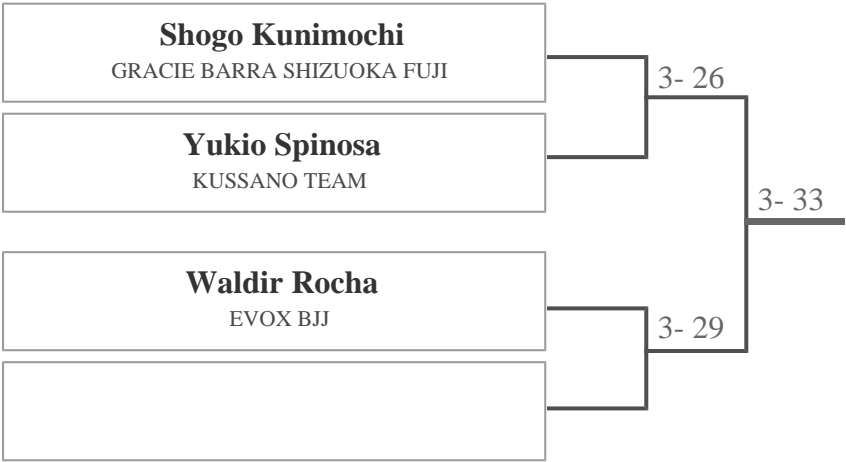 Shogo Kunimochi
GRACIE BARRA SHIZUOKA FUJI
3- 26
Yukio Spinosa
KUSSANO TEAM
3- 33
Waldir Rocha
EVOX BJJ
3- 29